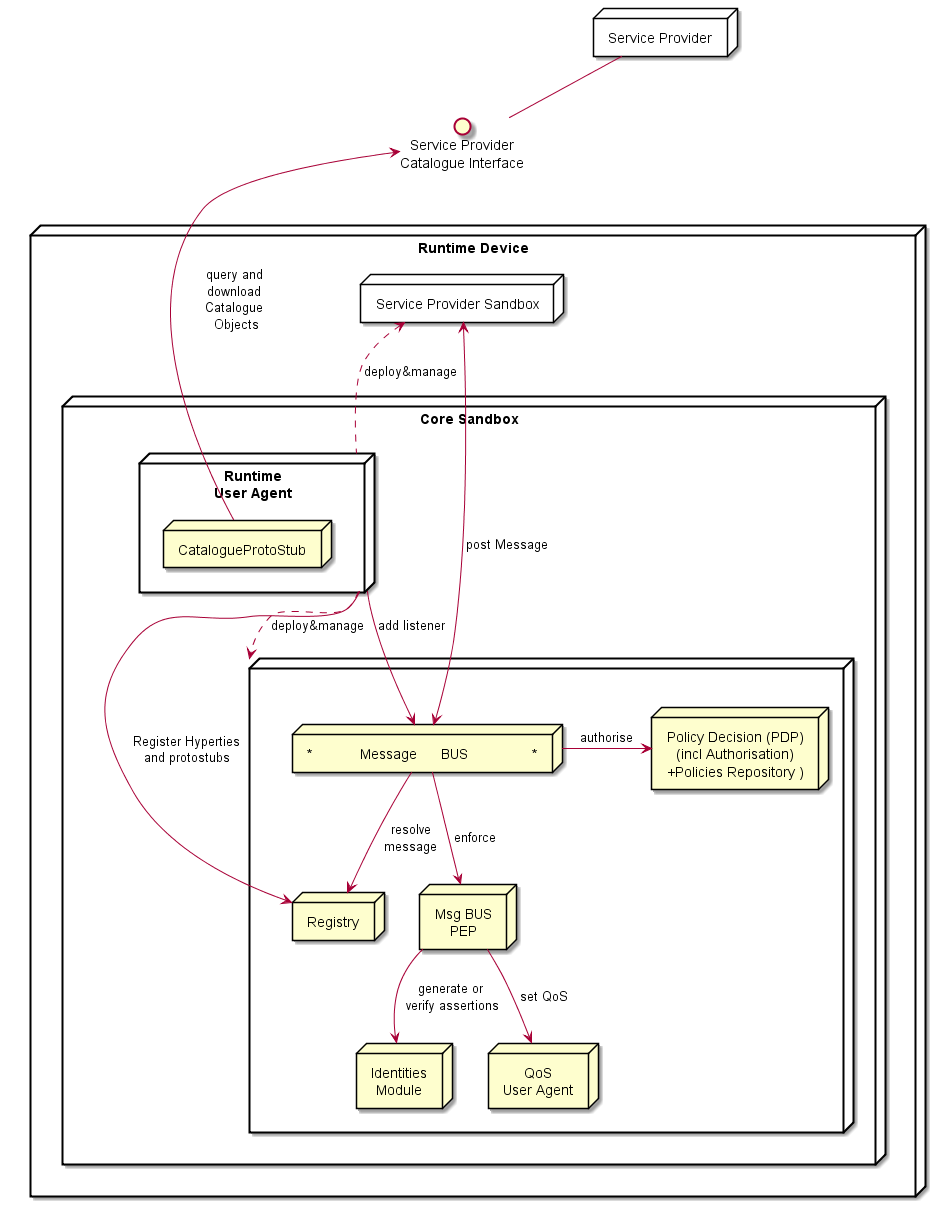 Service Provider
Service Provider
Catalogue Interface
Runtime Device
query and
download
Catalogue
Objects
Service Provider Sandbox
deploy&manage
Core Sandbox
Runtime
User Agent
CatalogueProtoStub
post Message
deploy&manage
add listener
Register Hyperties
and protostubs
* Message BUS *
authorise
Policy Decision (PDP)
(incl Authorisation)
+Policies Repository )
resolve
message
enforce
Registry
Msg BUS
PEP
generate or
verify assertions
set QoS
Identities
Module
QoS
User Agent